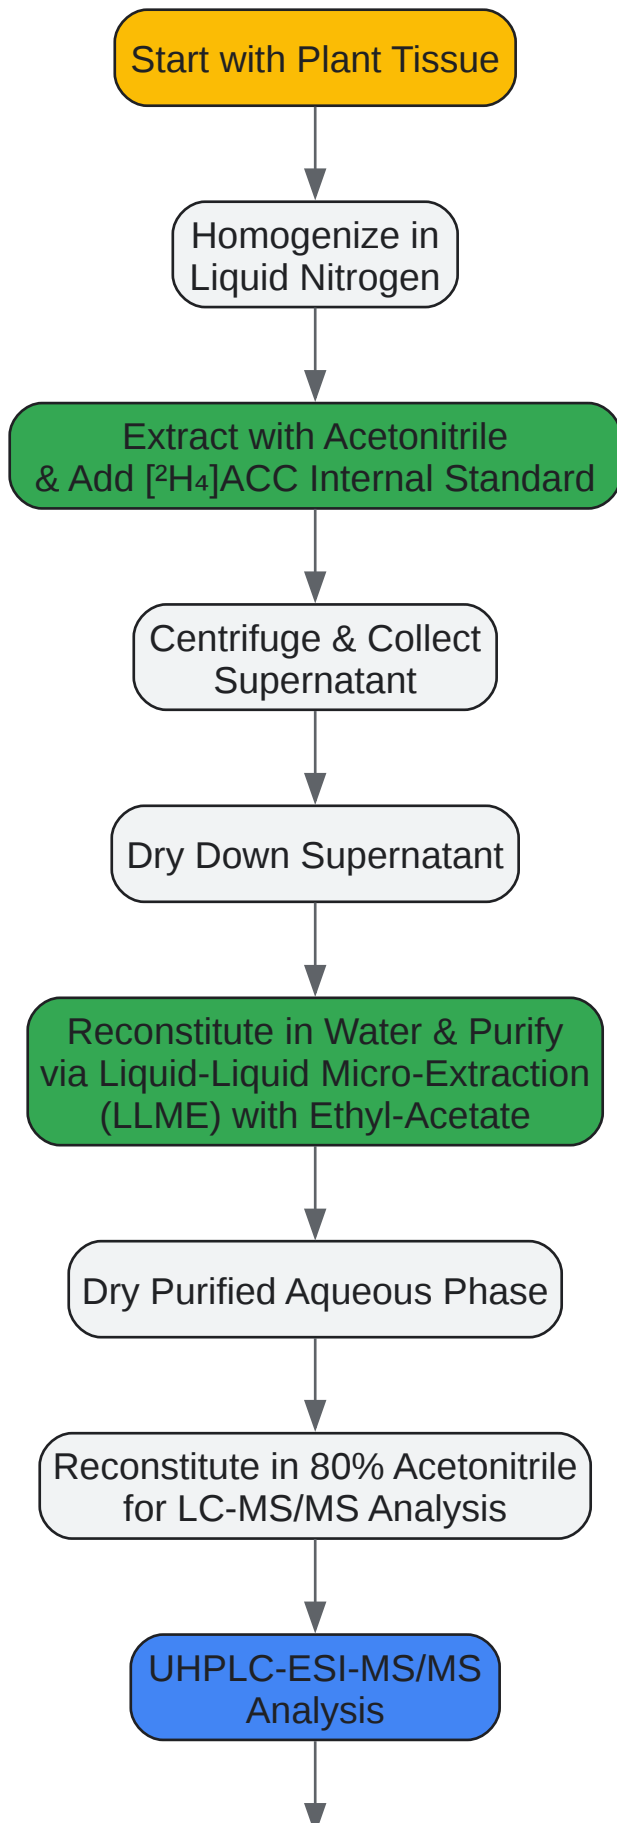 Start with Plant Tissue
Homogenize in
Liquid Nitrogen
Extract with Acetonitrile
& Add [²H₄]ACC Internal Standard
Centrifuge & Collect
Supernatant
Dry Down Supernatant
Reconstitute in Water & Purify
via Liquid-Liquid Micro-Extraction
(LLME) with Ethyl-Acetate
Dry Purified Aqueous Phase
Reconstitute in 80% Acetonitrile
for LC-MS/MS Analysis
UHPLC-ESI-MS/MS
Analysis